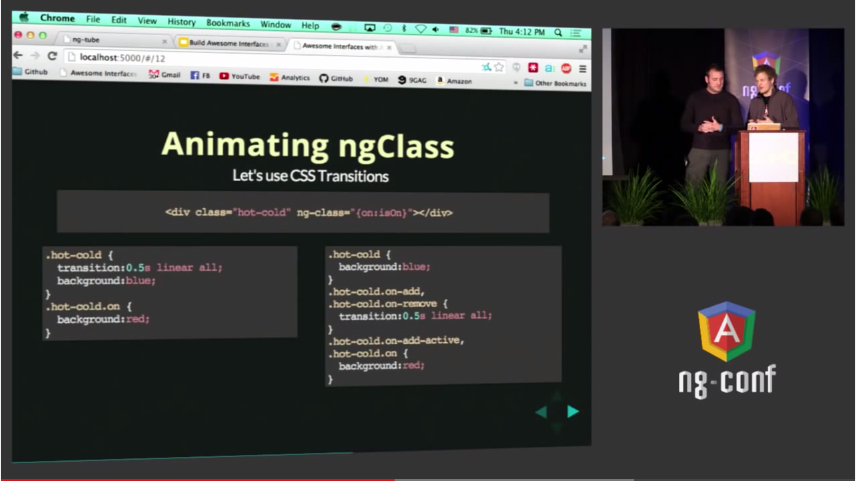 Chrome File Edit View History Bookmarks Window Help 82% Thu 4:12 PM
ng-tube
Build Awesome Interfaces
Awesome Interfaces with
localhost:5000/#/12
Github Awesome Interfaces Gmail FB YouTube Analytics GitHub YOM 9GAG Amazon » Other Bookmarks
Animating ngClass
Let's use CSS Transitions
<div class="hot-cold" ng-class="{on:isOn}"></div>
.hot-cold {
transition:0.5s linear all;
background:blue;
}
.hot-cold.on {
background:red;
}
.hot-cold {
background:blue;
}
.hot-cold.on-add,
.hot-cold.on-remove {
transition:0.5s linear all;
}
.hot-cold.on-add-active,
.hot-cold.on {
background:red;
}
A
ng-conf